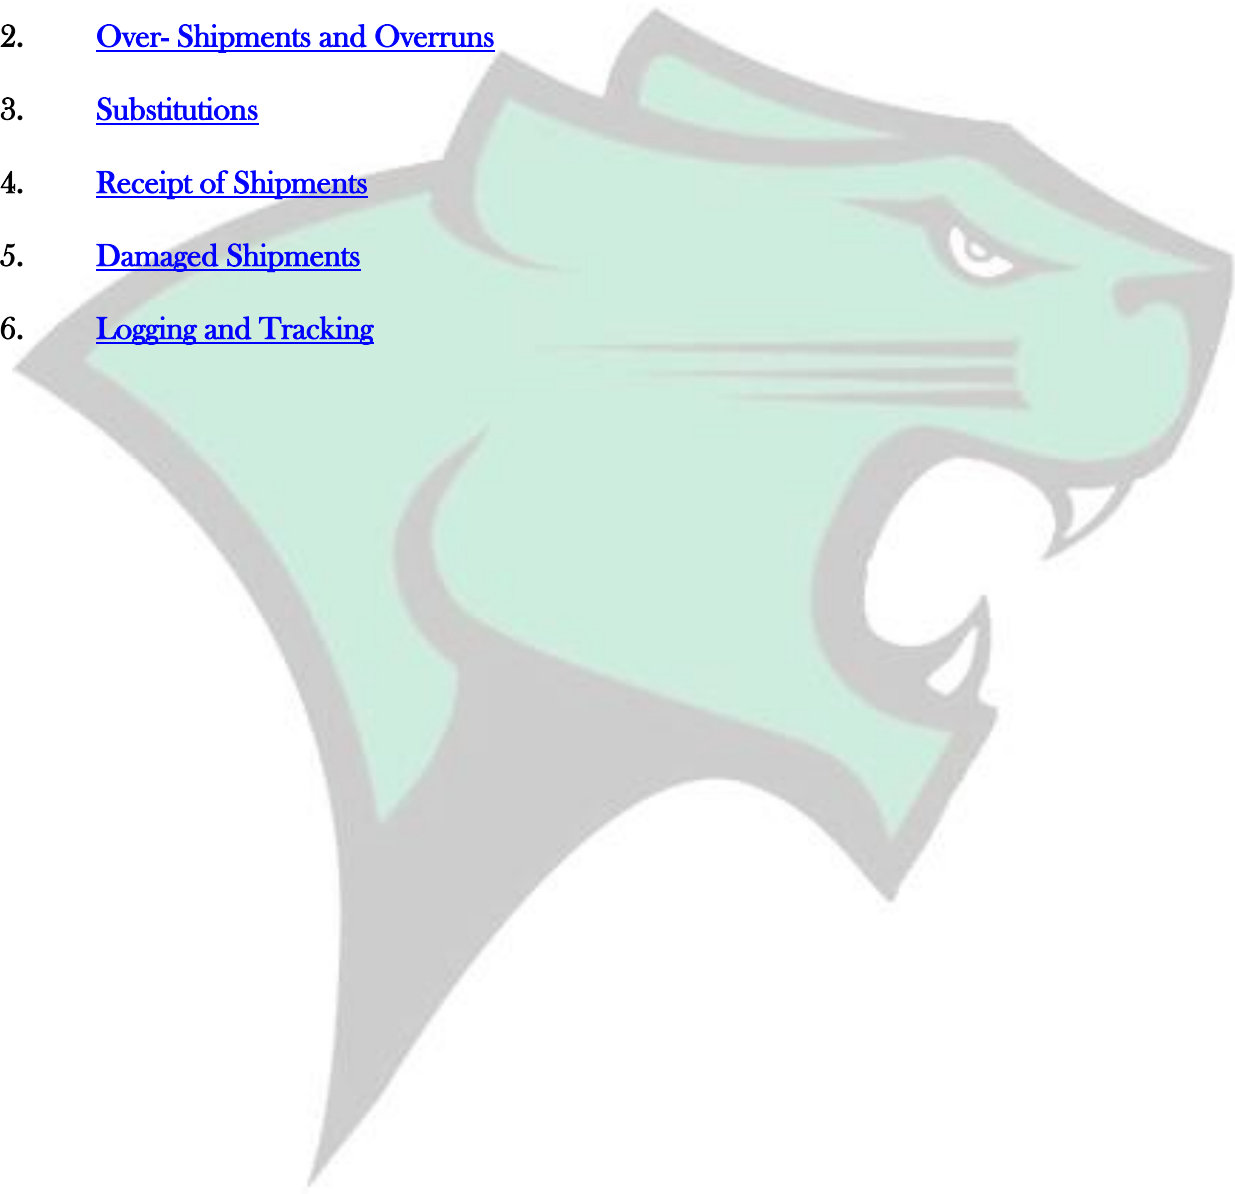 2. Over- Shipments and Overruns
3. Substitutions
4. Receipt of Shipments
5. Damaged Shipments
6. Logging and Tracking